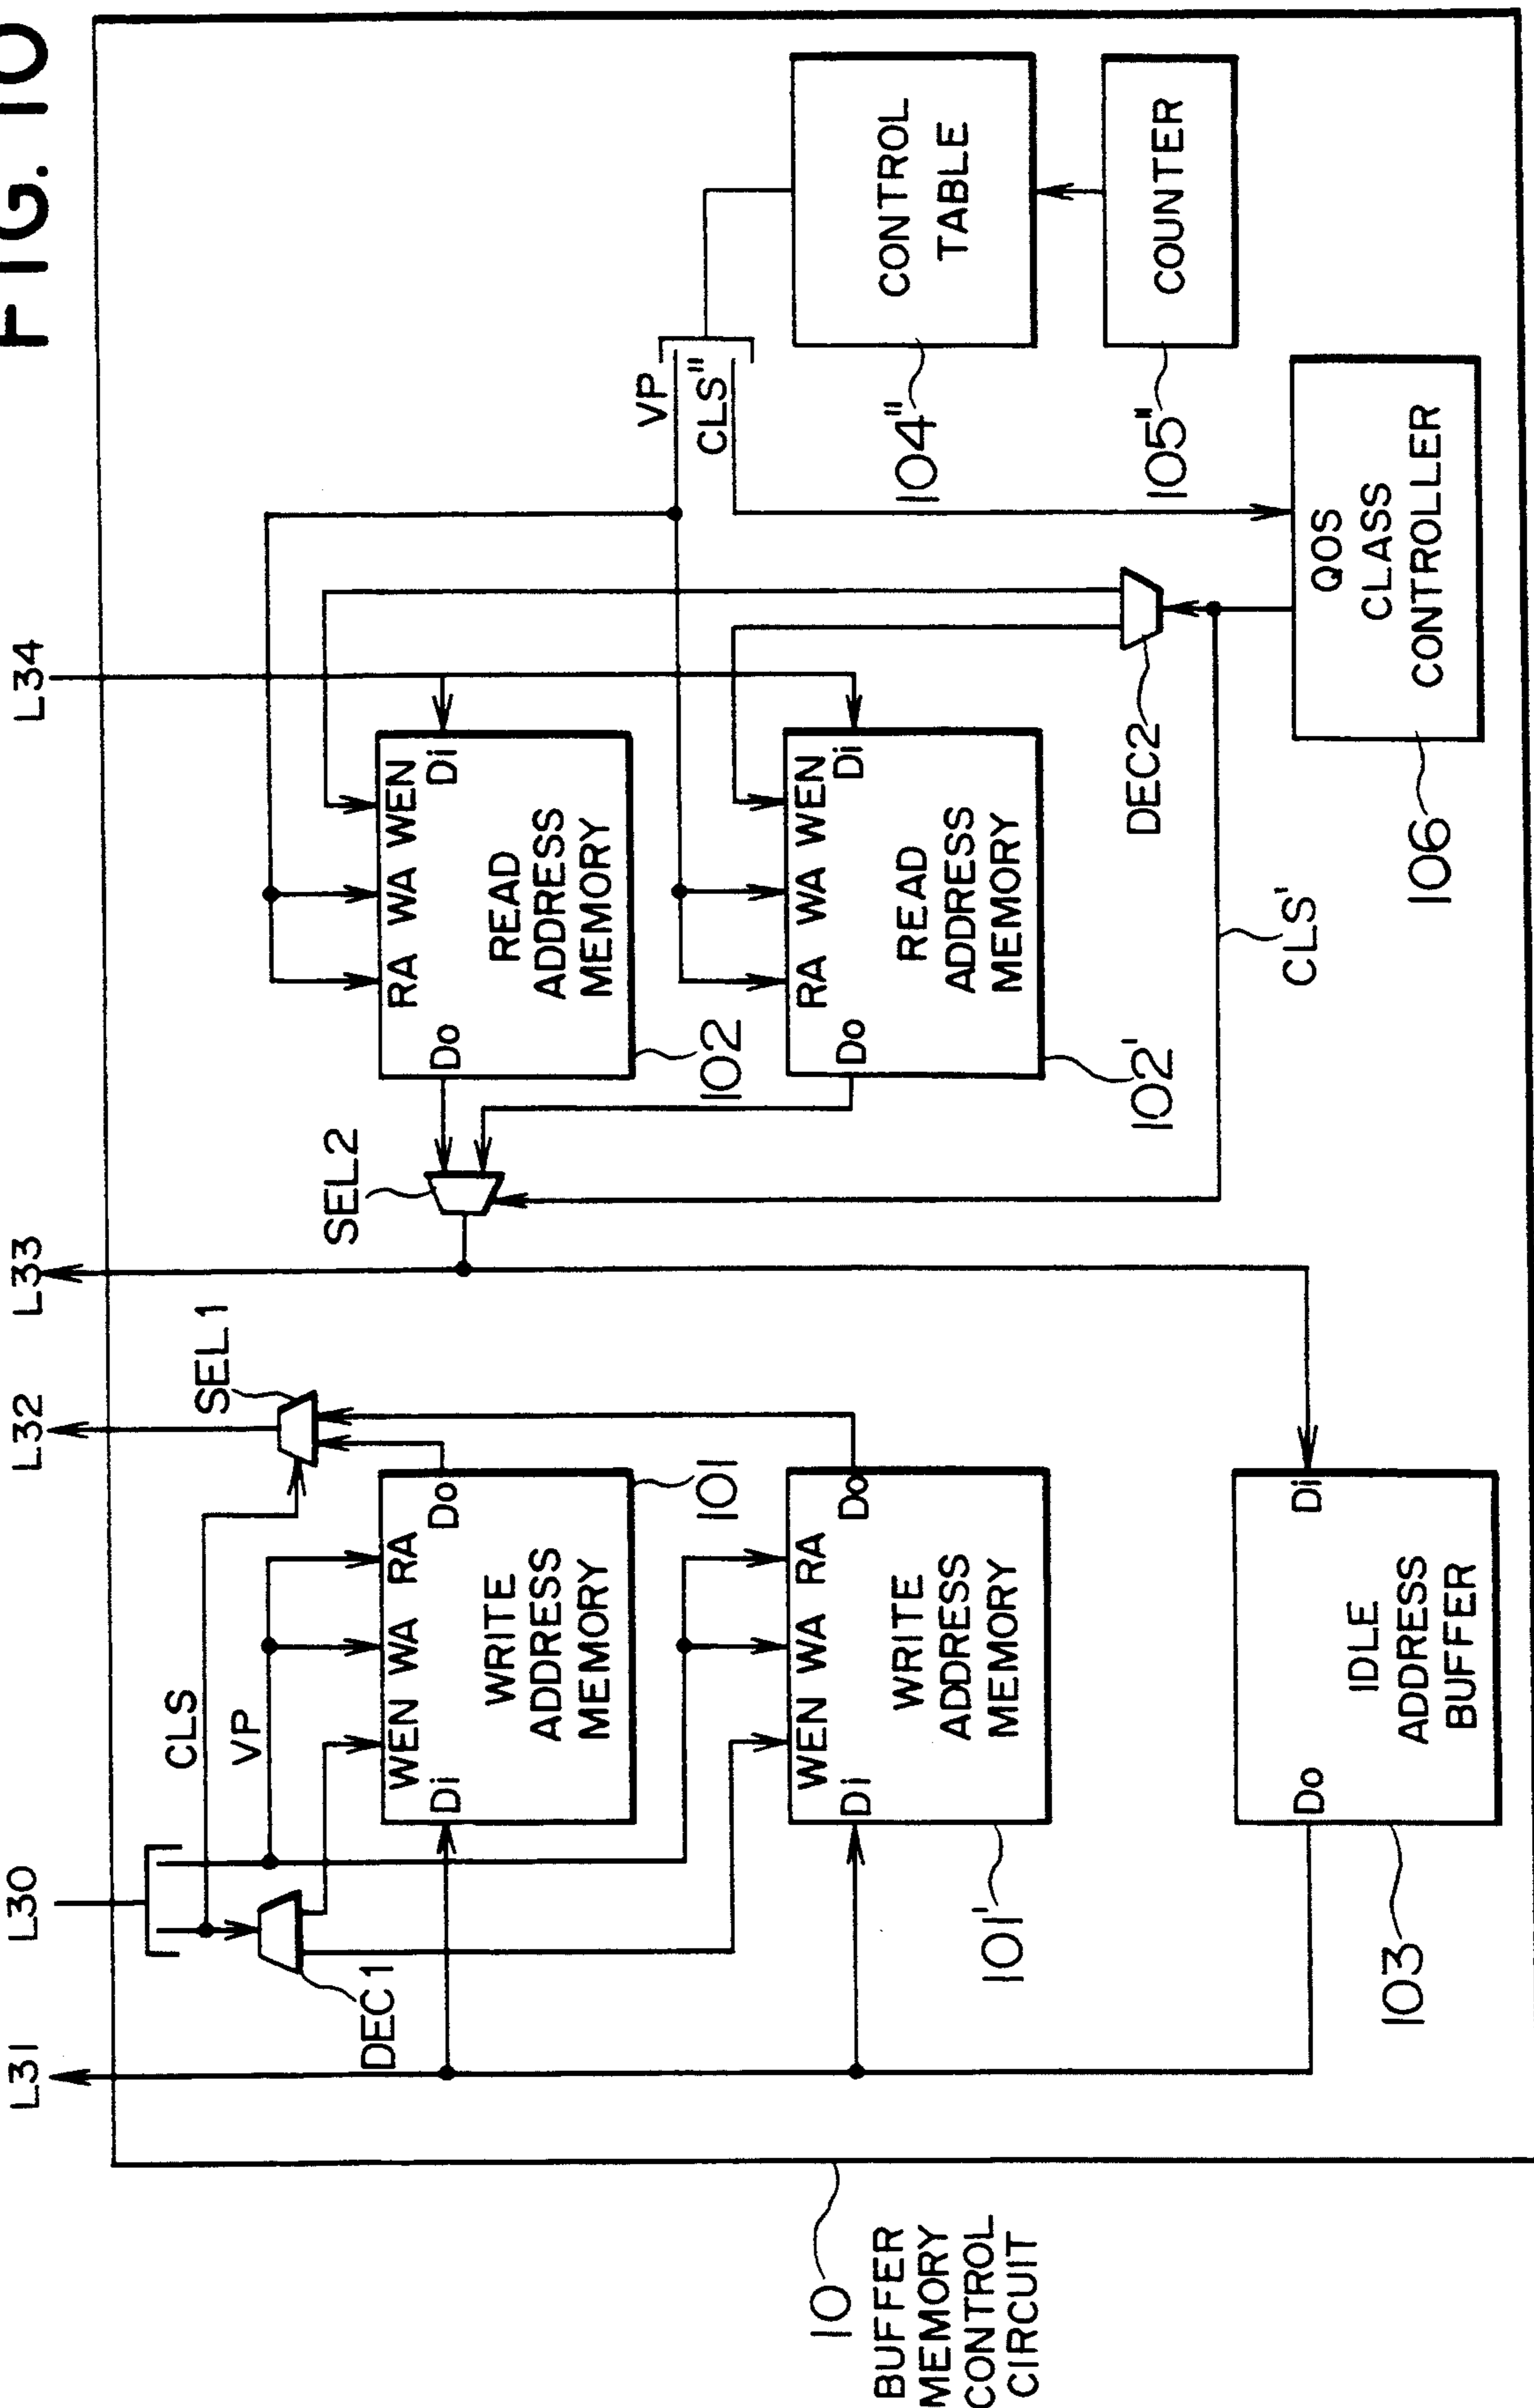 FIG. 10
L31
L30
L32
L33
L34
CLS
VP
DEC1
SEL1
SEL2
WEN WA RA
Di
Do
WRITE
ADDRESS
MEMORY
101
WEN WA RA
Di
Do
WRITE
ADDRESS
MEMORY
101'
Do
Di
IDLE
ADDRESS
BUFFER
103
RA WA WEN
Do
Di
READ
ADDRESS
MEMORY
102
RA WA WEN
Do
Di
READ
ADDRESS
MEMORY
102'
VP
CLS"
CONTROL
TABLE
104"
COUNTER
105"
DEC2
CLS'
QOS
CLASS
CONTROLLER
106
10
BUFFER
MEMORY
CONTROL
CIRCUIT